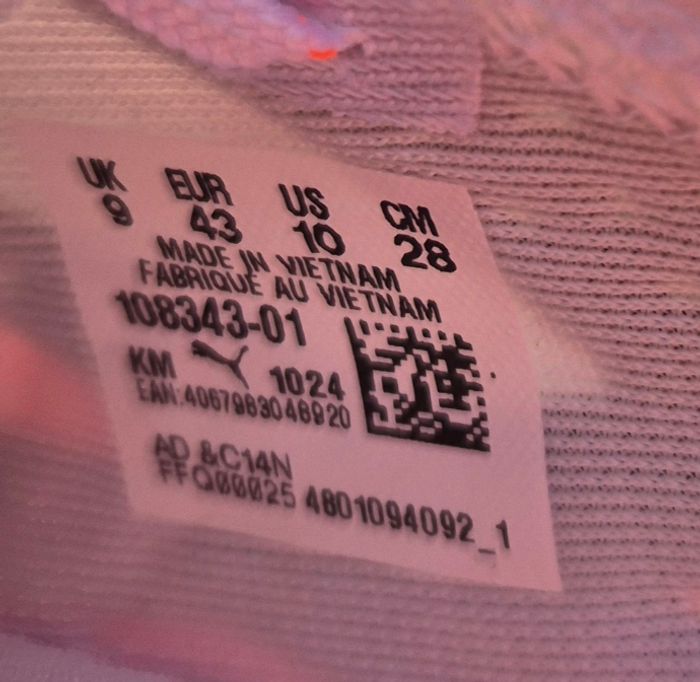 UK EUR US CM
9 43 10 28
MADE IN VIETNAM
FABRIQUE AU VIETNAM
108343-01
KM 1024
EAN:4067983046920
AD &C14N
FFQ00025 4801094092_1